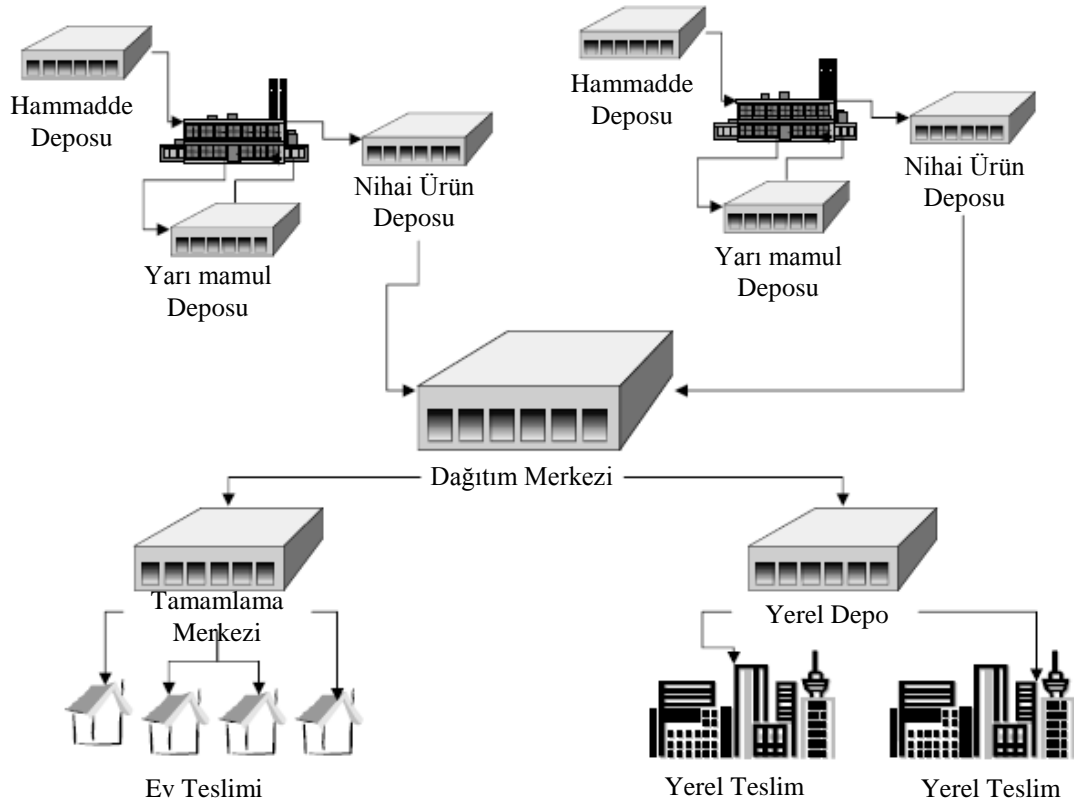 Hammadde
Deposu
Nihai Ürün
Deposu
Yarı mamul
Deposu
Hammadde
Deposu
Nihai Ürün
Deposu
Yarı mamul
Deposu
Dağıtım Merkezi
Tamamlama
Merkezi
Yerel Depo
Ev Teslimi
Yerel Teslim
Yerel Teslim